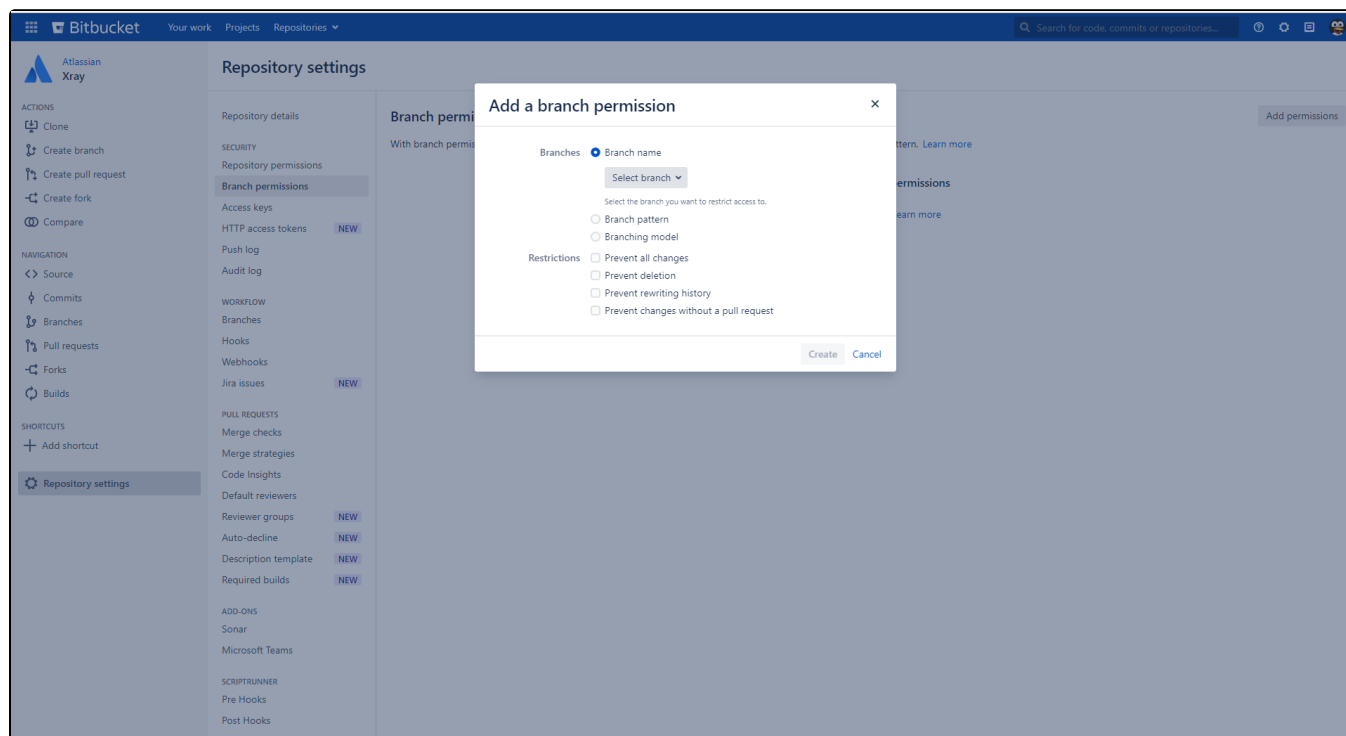 Bitbucket Your work Projects Repositories Search for code, commits or repositories...
Atlassian
Xray
ACTIONS
Clone
Create branch
Create pull request
Create fork
Compare
NAVIGATION
Source
Commits
Branches
Pull requests
Forks
Builds
SHORTCUTS
Add shortcut
Repository settings
Repository settings
Repository details
SECURITY
Repository permissions
Branch permissions
Access keys
HTTP access tokens NEW
Push log
Audit log
WORKFLOW
Branches
Hooks
Webhooks
Jira issues NEW
PULL REQUESTS
Merge checks
Merge strategies
Code Insights
Default reviewers
Reviewer groups NEW
Auto-decline NEW
Description template NEW
Required builds NEW
ADD-ONS
Sonar
Microsoft Teams
SCRIPTRUNNER
Pre Hooks
Post Hooks
Branch permi
Add permissions
With branch permis
ttern. Learn more
ermissions
earn more
Add a branch permission
Branches Branch name
Select branch
Select the branch you want to restrict access to.
Branch pattern
Branching model
Restrictions Prevent all changes
Prevent deletion
Prevent rewriting history
Prevent changes without a pull request
Create Cancel